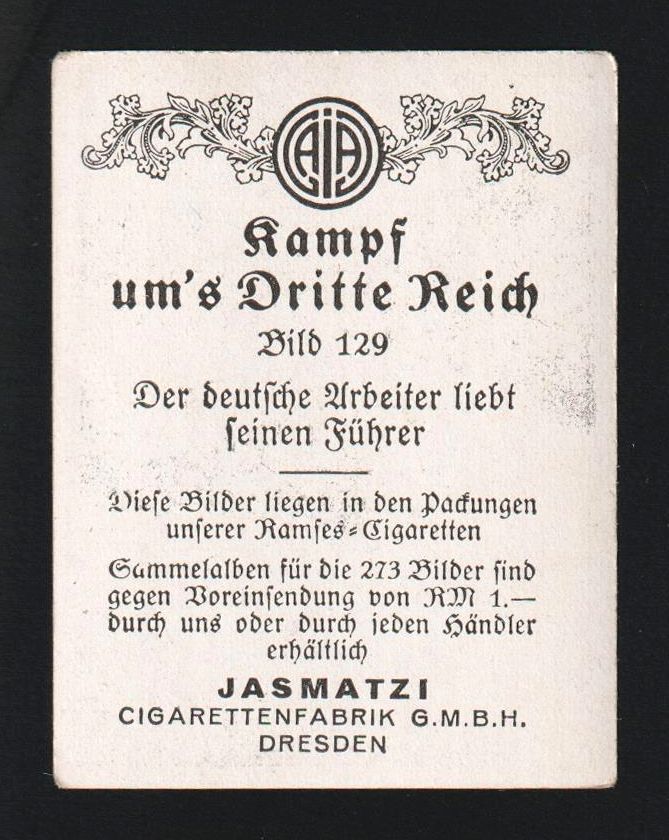 Kampf
um's Dritte Reich
Bild 129
Der deutsche Arbeiter liebt
seinen Führer
Diese Bilder liegen in den Packungen
unserer Ramses=Cigaretten
Sammelalben für die 273 Bilder sind
gegen Voreinsendung von RM 1.—
durch uns oder durch jeden Händler
erhältlich
JASMATZI
CIGARETTENFABRIK G.M.B.H.
DRESDEN